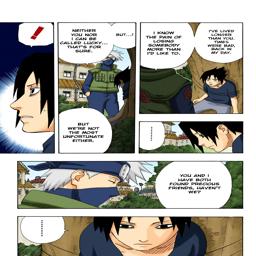 I'VE LIVED
LONGER
THAN YOU.
TIMES
WERE BAD,
BACK IN
MY DAY.
I KNOW
THE PAIN OF
LOSING
SOMEBODY
MORE
THAN I'D
LIKE TO.
BUT...!
NEITHER
YOU NOR
I CAN BE
CALLED LUCKY...
THAT'S
FOR SURE.
BUT
WE'RE NOT
THE MOST
UNFORTUNATE
EITHER.
!
......
YOU AND I
HAVE BOTH
FOUND PRECIOUS
FRIENDS, HAVEN'T
WE?
......